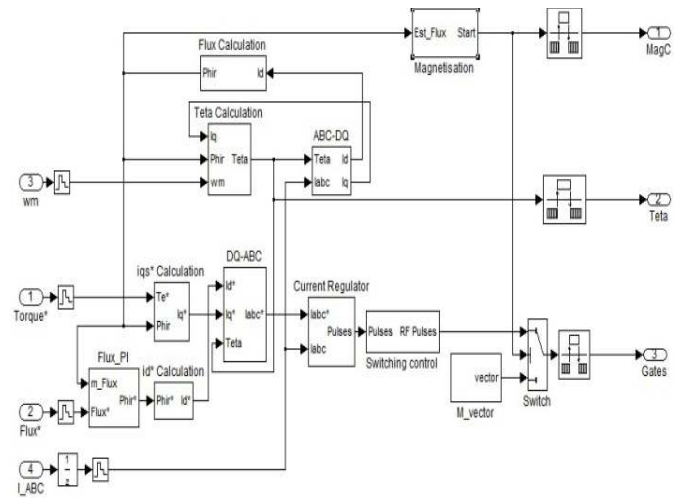 Est_Flux Start
Magnetisation
1
MagC
Flux Calculation
Phir Id
Teta Calculation
Iq
Phir Teta
wm
ABC-DQ
Teta Id
Iabc Iq
3
wm
2
Teta
DQ-ABC
iqs* Calculation
Id*
Iq*
Teta
Iabc*
Te*
Phir
Iq*
1
Torque*
Current Regulator
Iabc*
Pulses
Iabc
Pulses RF Pulses
Switching control
vector
M_vector
Switch
3
Gates
Flux_PI
m_Flux
Phir*
Flux*
id* Calculation
Phir* Id*
2
Flux*
4
I_ABC
1
z